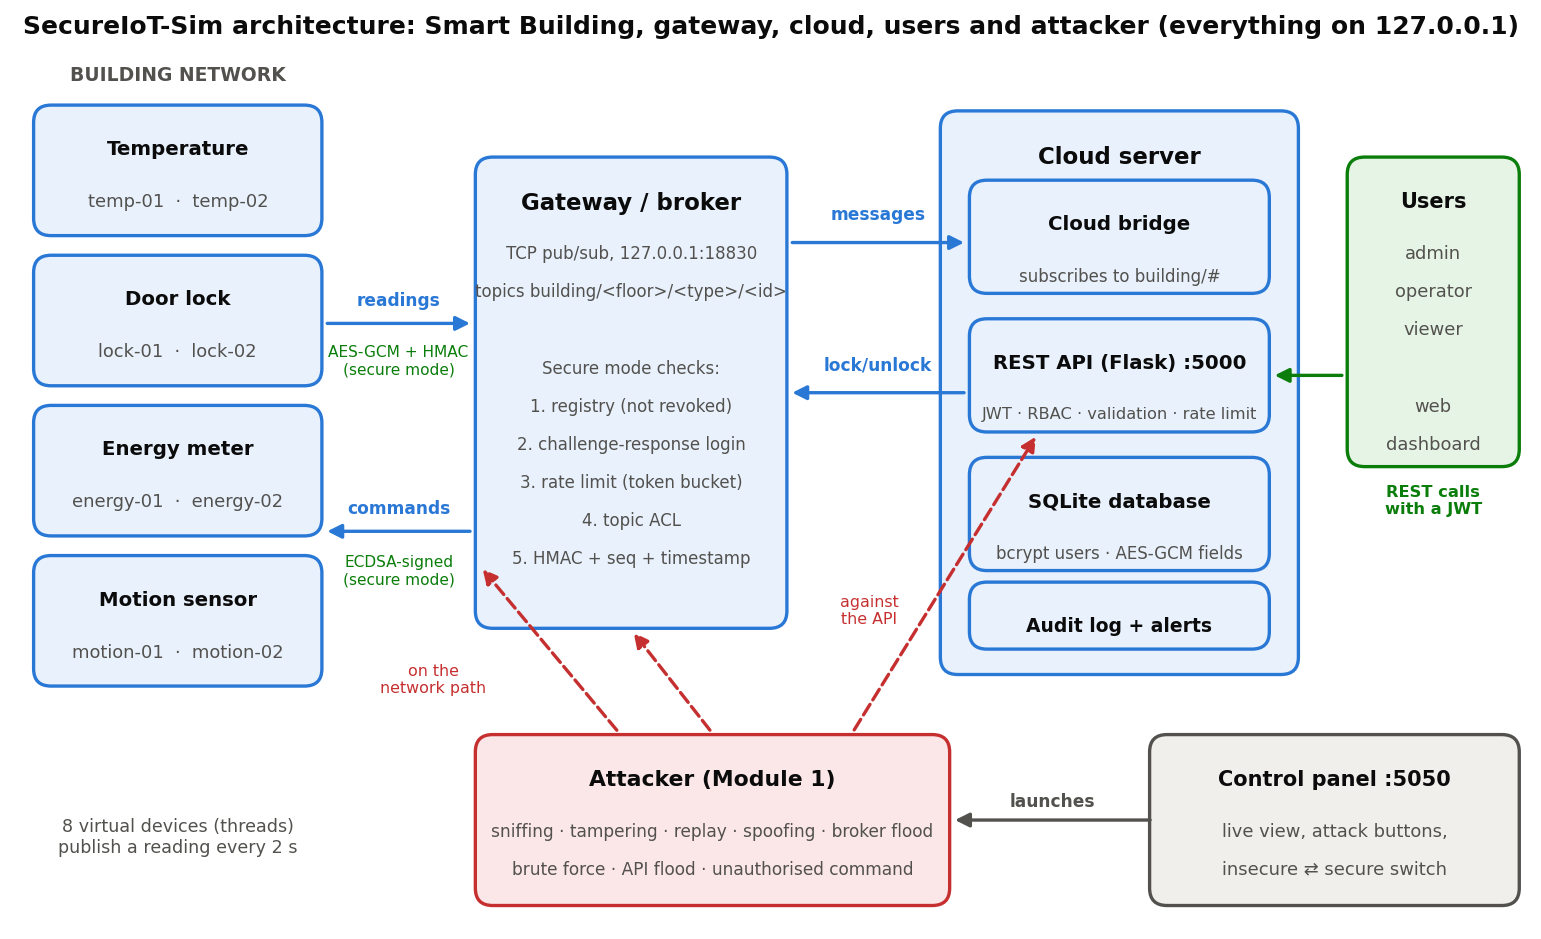 SecureIoT-Sim architecture: Smart Building, gateway, cloud, users and attacker (everything on 127.0.0.1)
BUILDING NETWORK
Temperature
temp-01 · temp-02
Door lock
lock-01 · lock-02
Energy meter
energy-01 · energy-02
Motion sensor
motion-01 · motion-02
8 virtual devices (threads)
publish a reading every 2 s
readings
AES-GCM + HMAC
(secure mode)
commands
ECDSA-signed
(secure mode)
on the
network path
Gateway / broker
TCP pub/sub, 127.0.0.1:18830
topics building/<floor>/<type>/<id>
Secure mode checks:
1. registry (not revoked)
2. challenge-response login
3. rate limit (token bucket)
4. topic ACL
5. HMAC + seq + timestamp
messages
lock/unlock
against
the API
Cloud server
Cloud bridge
subscribes to building/#
REST API (Flask) :5000
JWT · RBAC · validation · rate limit
SQLite database
bcrypt users · AES-GCM fields
Audit log + alerts
Users
admin
operator
viewer
web
dashboard
REST calls
with a JWT
Attacker (Module 1)
sniffing · tampering · replay · spoofing · broker flood
brute force · API flood · unauthorised command
launches
Control panel :5050
live view, attack buttons,
insecure ⇄ secure switch